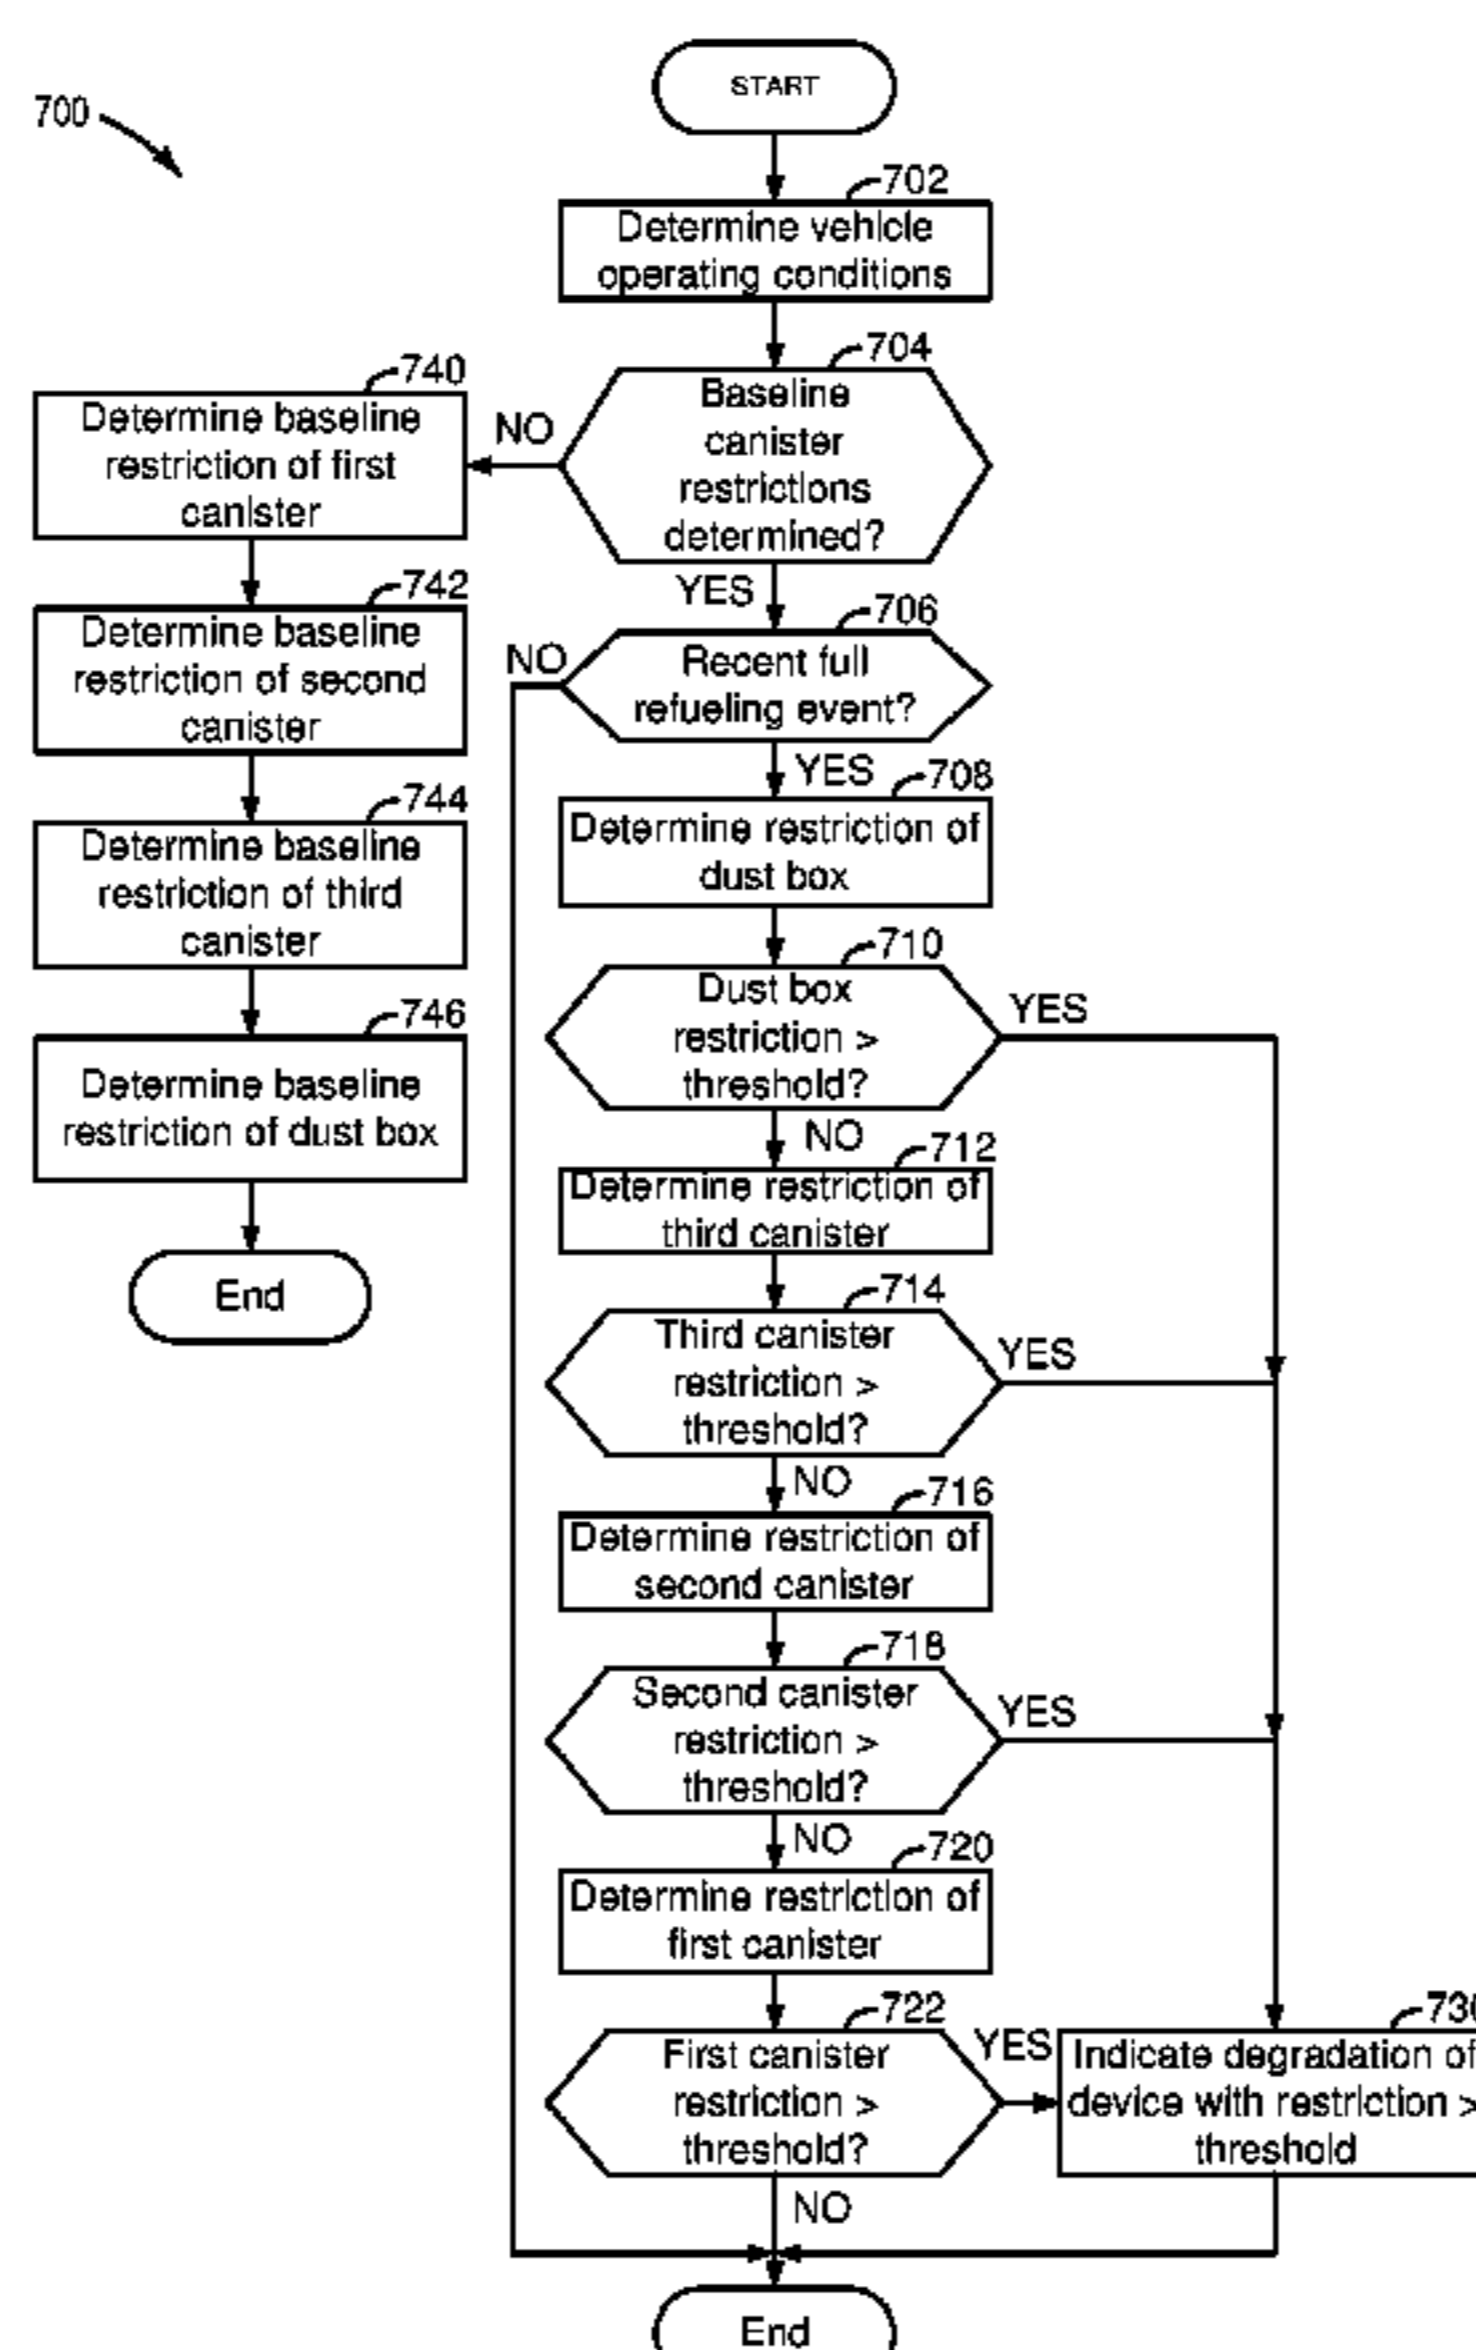 700
START
702
Determine vehicle
operating conditions
704
Baseline
canister
restrictions
determined?
NO
YES
740
Determine baseline
restriction of first
canister
742
Determine baseline
restriction of second
canister
744
Determine baseline
restriction of third
canister
746
Determine baseline
restriction of dust box
End
706
Recent full
refueling event?
NO
YES
708
Determine restriction of
dust box
710
Dust box
restriction >
threshold?
YES
NO
712
Determine restriction of
third canister
714
Third canister
restriction >
threshold?
YES
NO
716
Determine restriction of
second canister
718
Second canister
restriction >
threshold?
YES
NO
720
Determine restriction of
first canister
722
First canister
restriction >
threshold?
YES
NO
730
Indicate degradation of
device with restriction >
threshold
End